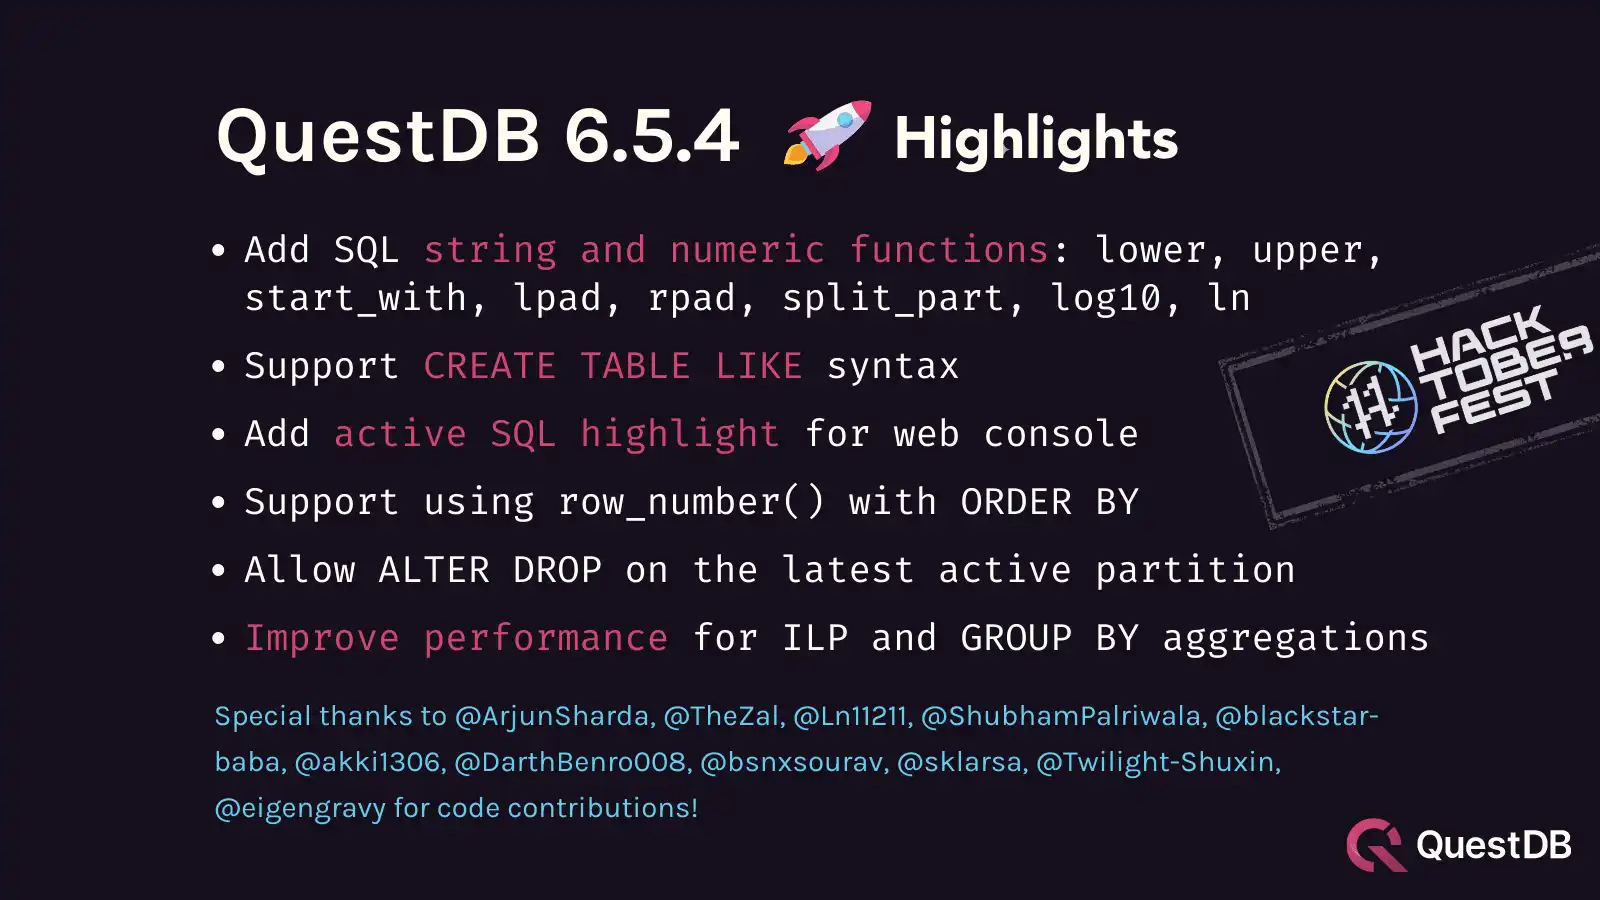 QuestDB 6.5.4 🚀 Highlights
• Add SQL string and numeric functions: lower, upper,
start_with, lpad, rpad, split_part, log10, ln
• Support CREATE TABLE LIKE syntax
• Add active SQL highlight for web console
• Support using row_number() with ORDER BY
• Allow ALTER DROP on the latest active partition
• Improve performance for ILP and GROUP BY aggregations
HACK
TOBER
FEST
Special thanks to @ArjunSharda, @TheZal, @Ln11211, @ShubhamPalriwala, @blackstar-
baba, @akki1306, @DarthBenro008, @bsnxsourav, @sklarsa, @Twilight-Shuxin,
@eigengravy for code contributions!
QuestDB